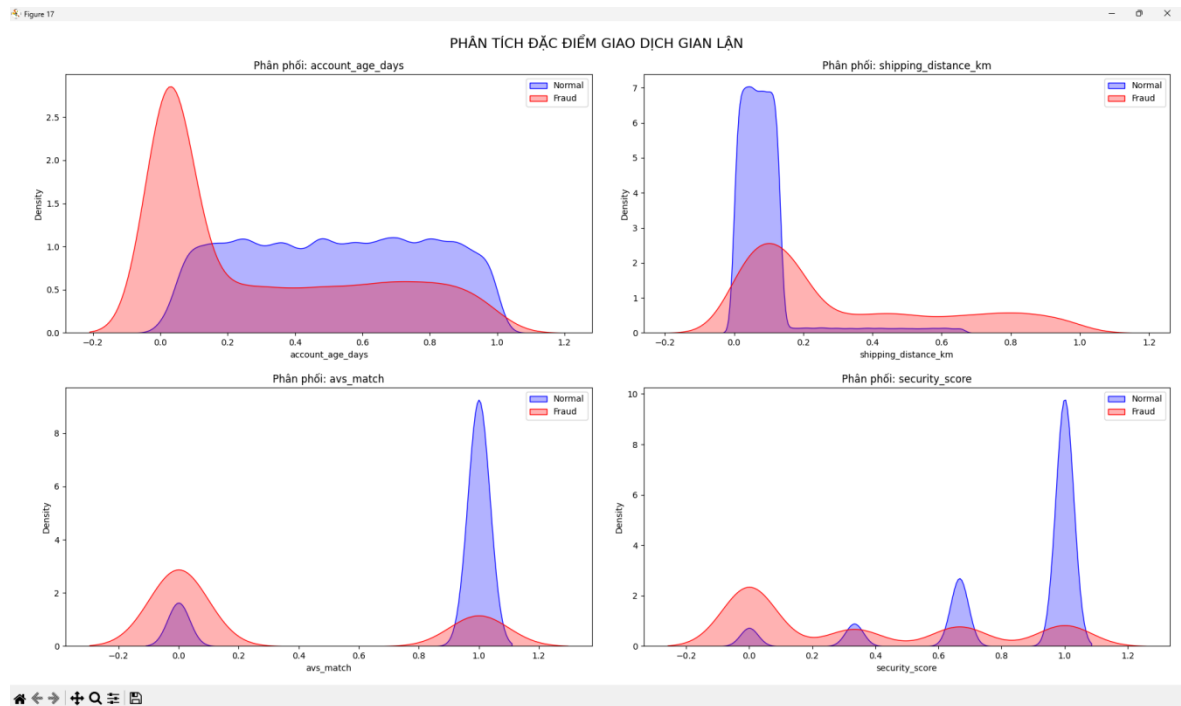 Figure 17
PHÂN TÍCH ĐẶC ĐIỂM GIAO DỊCH GIAN LẬN
Phân phối: account_age_days
Normal
Fraud
2.5
2.0
1.5
1.0
0.5
0.0
Density
−0.2 0.0 0.2 0.4 0.6 0.8 1.0 1.2
account_age_days
Phân phối: shipping_distance_km
Normal
Fraud
7
6
5
4
3
2
1
0
Density
−0.2 0.0 0.2 0.4 0.6 0.8 1.0 1.2
shipping_distance_km
Phân phối: avs_match
Normal
Fraud
8
6
4
2
0
Density
−0.2 0.0 0.2 0.4 0.6 0.8 1.0 1.2
avs_match
Phân phối: security_score
Normal
Fraud
10
8
6
4
2
0
Density
−0.2 0.0 0.2 0.4 0.6 0.8 1.0 1.2
security_score